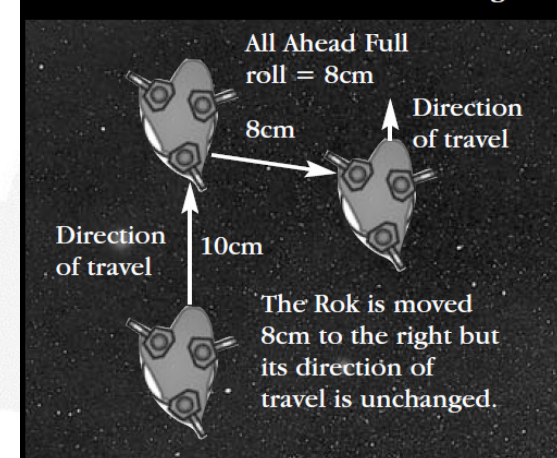 All Ahead Full
roll = 8cm
Direction
of travel
8cm
Direction
of travel
10cm
The Rok is moved
8cm to the right but
its direction of
travel is unchanged.